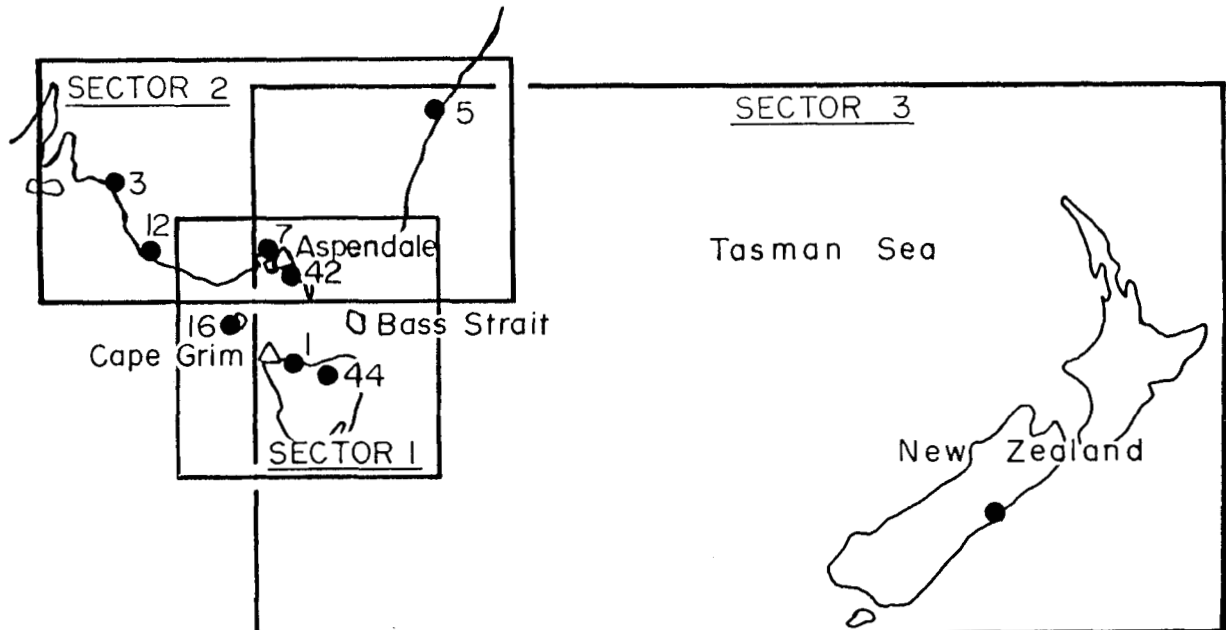 SECTOR 2
SECTOR 3
5
3
Tasman Sea
12
7
Aspendale
42
16
Bass Strait
Cape Grim
1
44
New Zealand
SECTOR 1